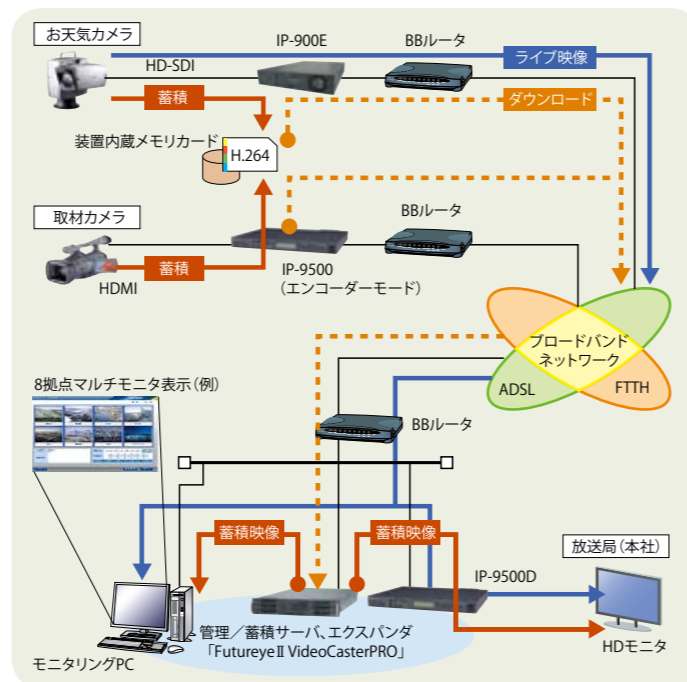 お天気カメラ
IP-900E
BBルータ
ライブ映像
HD-SDI
蓄積
ダウンロード
装置内蔵メモリカード
H.264
取材カメラ
BBルータ
蓄積
HDMI
IP-9500
(エンコーダーモード)
ブロードバンド
ネットワーク
ADSL
FTTH
8拠点マルチモニタ表示(例)
BBルータ
蓄積映像
蓄積映像
放送局(本社)
IP-9500D
管理／蓄積サーバ、エクスパンダ
「FutureyeⅡ VideoCasterPRO」
HDモニタ
モニタリングPC